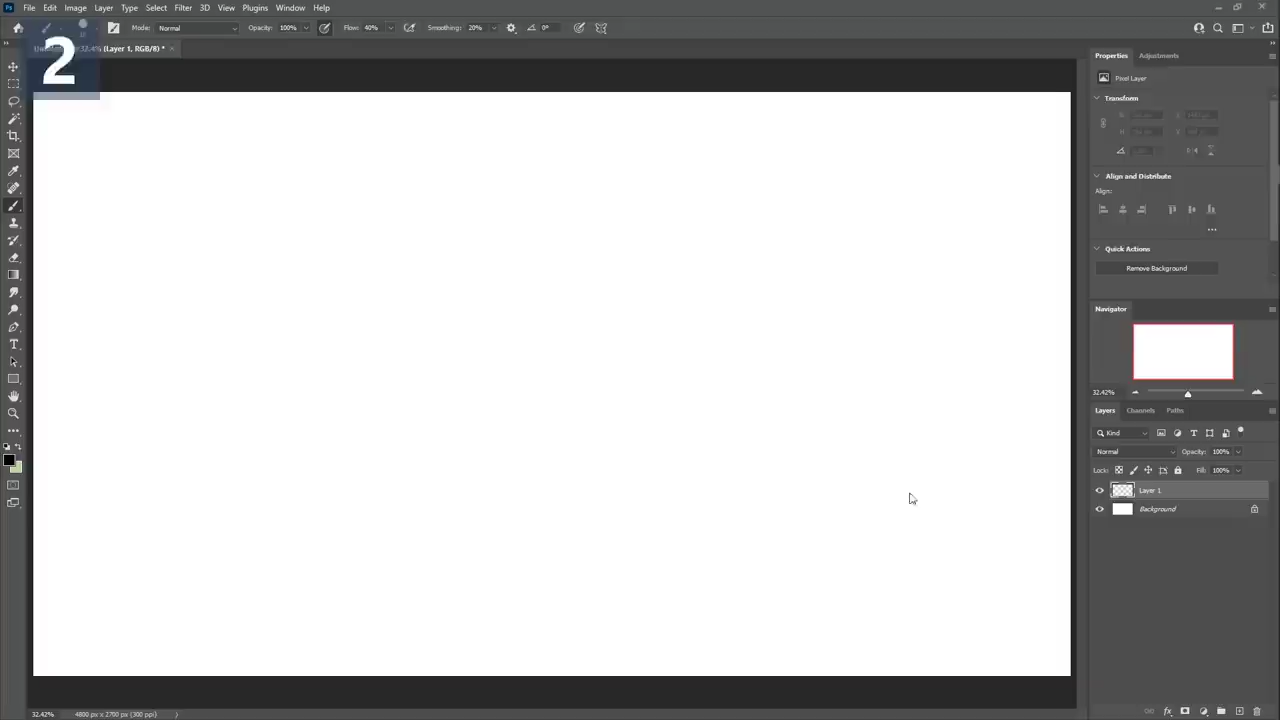 Ps File Edit Image Layer Type Select Filter 3D View Plugins Window Help
Mode: Normal Opacity: 100% Flow: 40% Smoothing: 20% 0°
(Layer 1, RGB/8) *
2
Properties Adjustments
Pixel Layer
Transform
Align and Distribute
Align:
Quick Actions
Remove Background
Navigator
32.42%
Layers Channels Paths
Kind
Normal Opacity: 100%
Lock: Fill: 100%
Layer 1
Background
32.42% 4800 px x 2700 px (300 ppi)